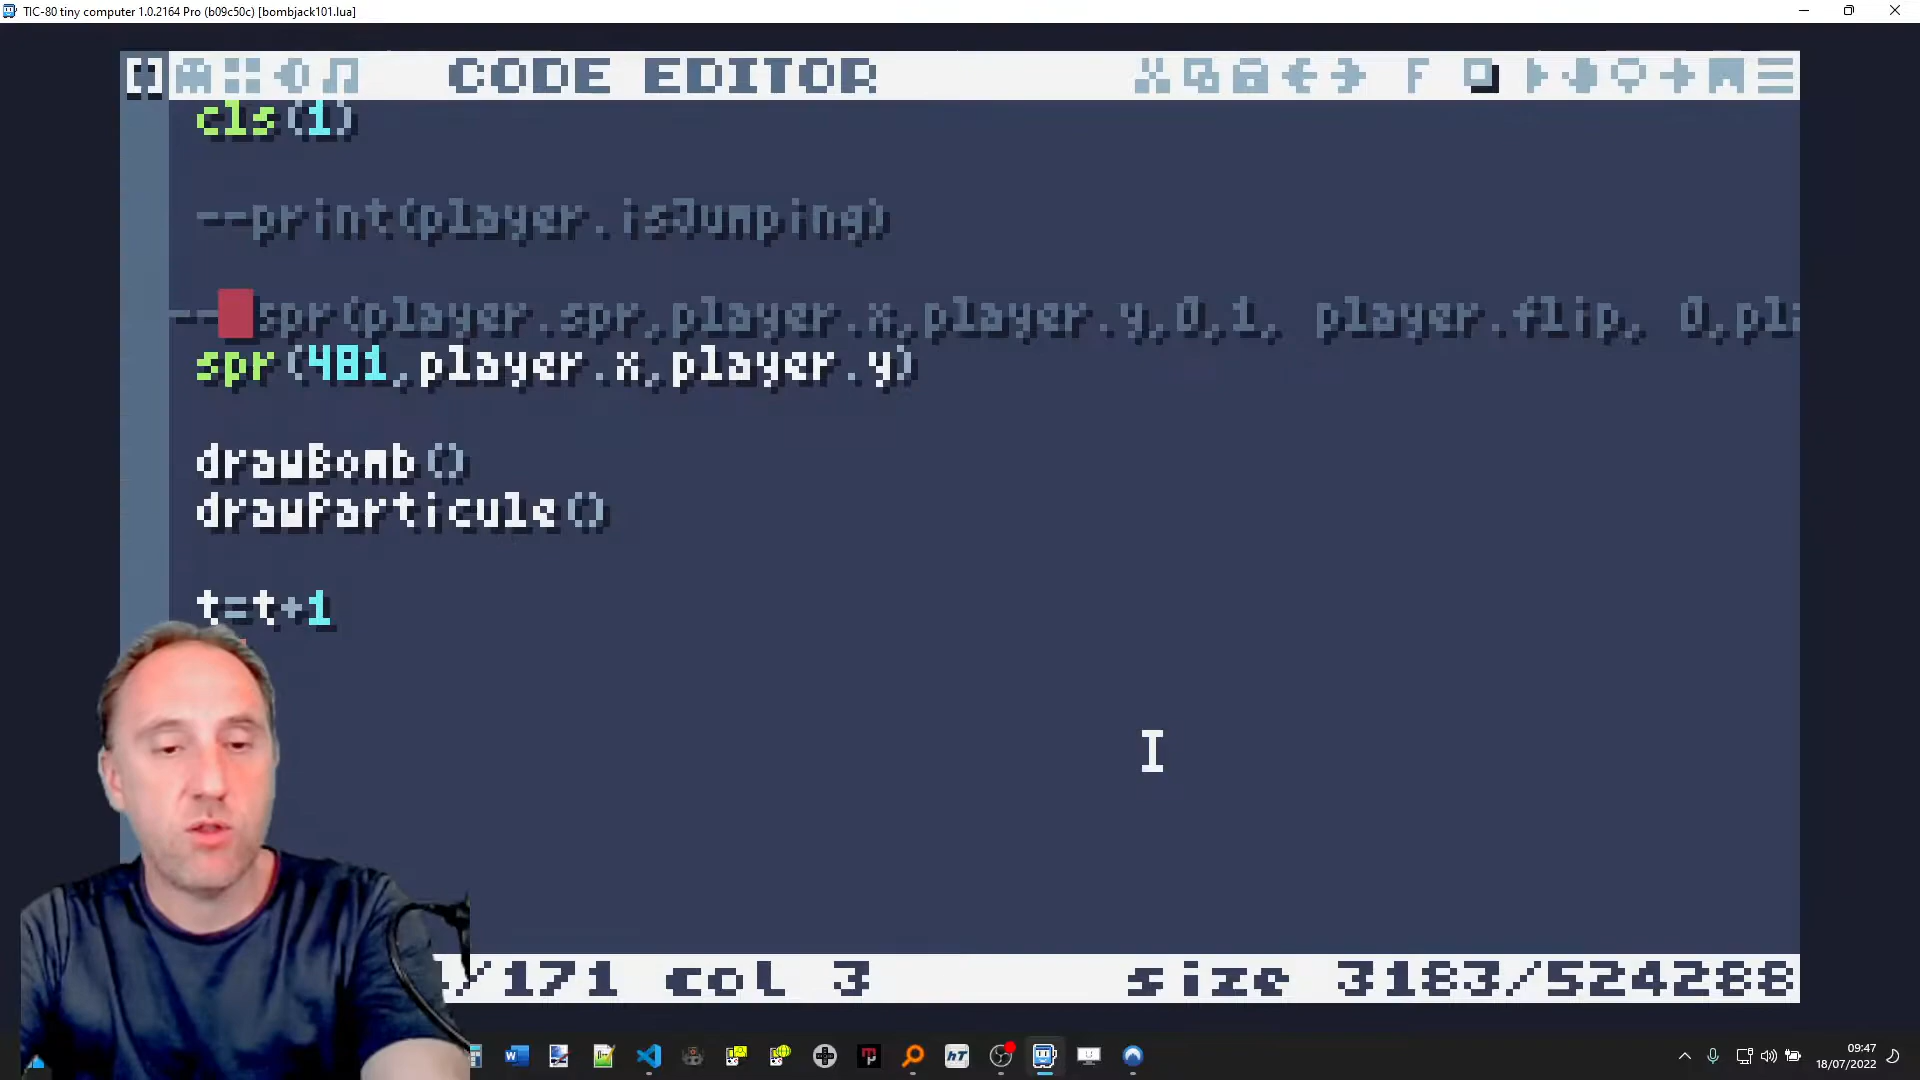 TIC-80 tiny computer 1.0.2164 Pro (b09c50c) [bombjack101.lua]
CODE EDITOR
F
cls(1)
--print(player.isJumping)
-- spr(player.spr,player.x,player.y,0,1, player.flip, 0,pla
spr(481,player.x,player.y)
drawBomb()
drawParticule()
t=t+1
/171 col 3
size 3183/524288
09:47
18/07/2022